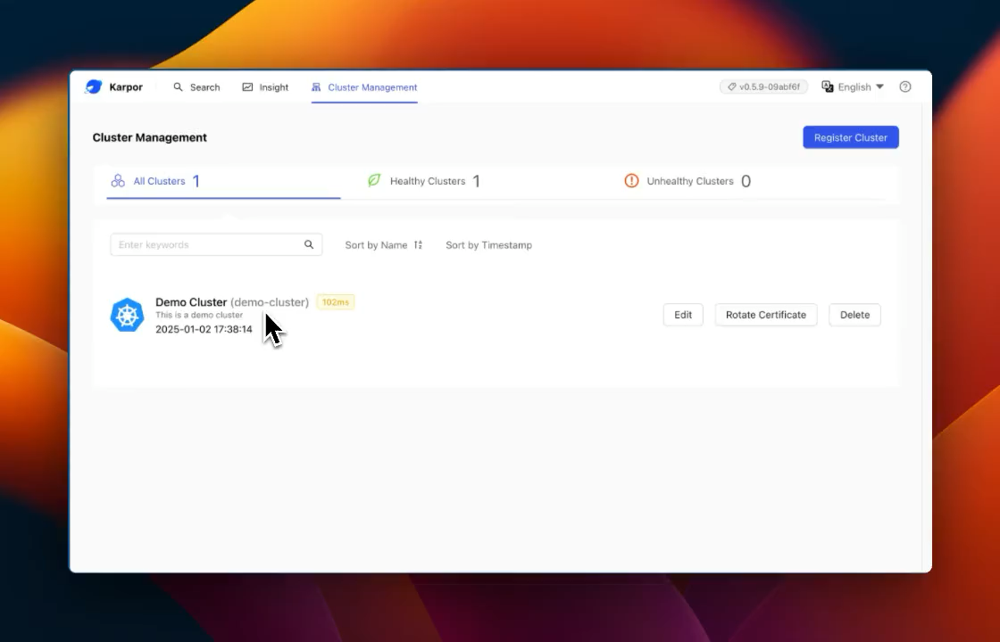 Karpor Search Insight Cluster Management v0.5.9-09abf6f English
Cluster Management Register Cluster
All Clusters 1 Healthy Clusters 1 Unhealthy Clusters 0
Enter keywords Sort by Name Sort by Timestamp
Demo Cluster (demo-cluster) 102ms
This is a demo cluster
2025-01-02 17:38:14
Edit Rotate Certificate Delete